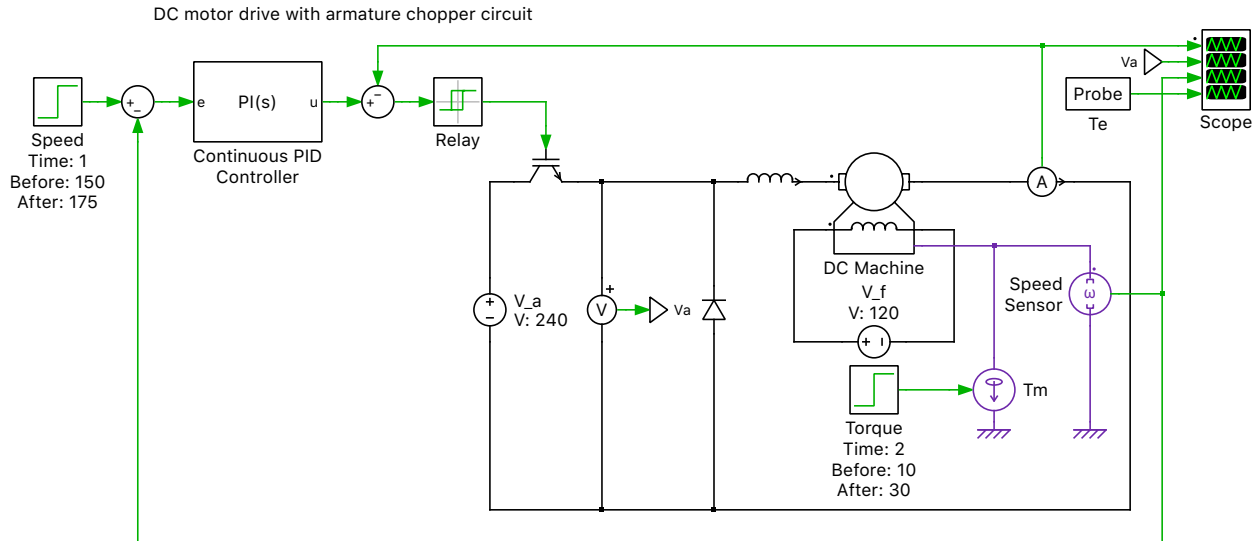 DC motor drive with armature chopper circuit
Speed
Time: 1
Before: 150
After: 175
+
−
e
PI(s)
u
Continuous PID
Controller
+
−
Relay
V_a
V: 240
+
−
+
V
Va
DC Machine
V_f
V: 120
+
−
A
Speed
Sensor
ω
Tm
Torque
Time: 2
Before: 10
After: 30
Va
Probe
Te
Scope